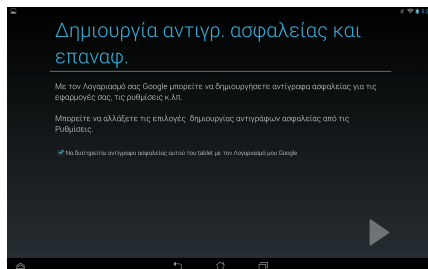 Δημιουργία αντιγρ. ασφαλείας και
επαναφ.
Με τον Λογαριασμό σας Google μπορείτε να δημιουργήσετε αντίγραφα ασφαλείας για τις
εφαρμογές σας, τις ρυθμίσεις κ.λπ.
Μπορείτε να αλλάξετε τις επιλογές δημιουργίας αντιγράφων ασφαλείας από τις
Ρυθμίσεις.
Να διατηρείται αντίγραφο ασφαλείας αυτού του tablet με τον Λογαριασμό μου Google